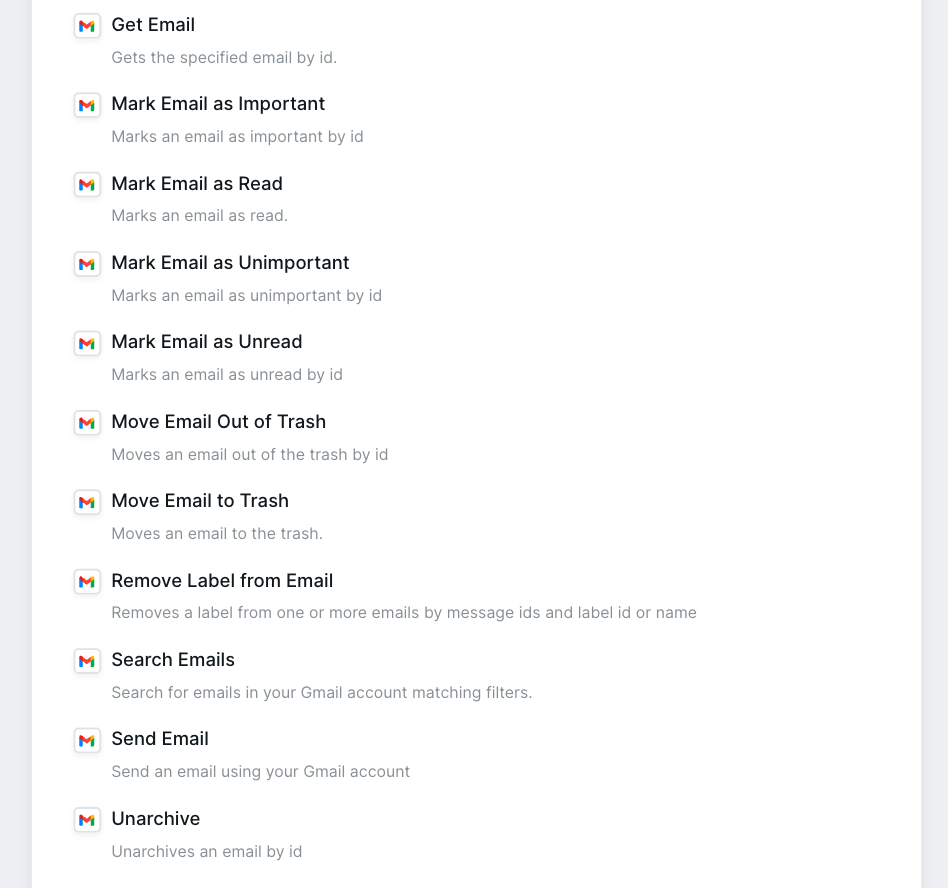 Get Email
Gets the specified email by id.
Mark Email as Important
Marks an email as important by id
Mark Email as Read
Marks an email as read.
Mark Email as Unimportant
Marks an email as unimportant by id
Mark Email as Unread
Marks an email as unread by id
Move Email Out of Trash
Moves an email out of the trash by id
Move Email to Trash
Moves an email to the trash.
Remove Label from Email
Removes a label from one or more emails by message ids and label id or name
Search Emails
Search for emails in your Gmail account matching filters.
Send Email
Send an email using your Gmail account
Unarchive
Unarchives an email by id